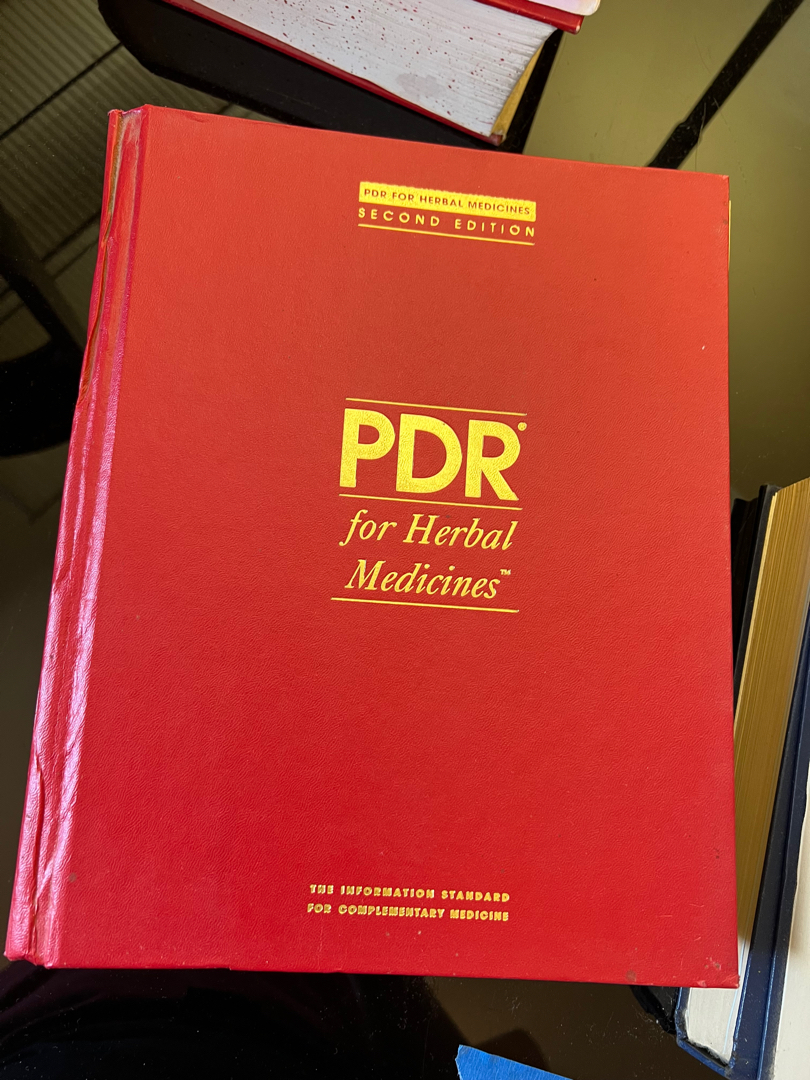 PDR FOR HERBAL MEDICINES
SECOND EDITION
PDR®
for Herbal
Medicines™
THE INFORMATION STANDARD
FOR COMPLEMENTARY MEDICINE